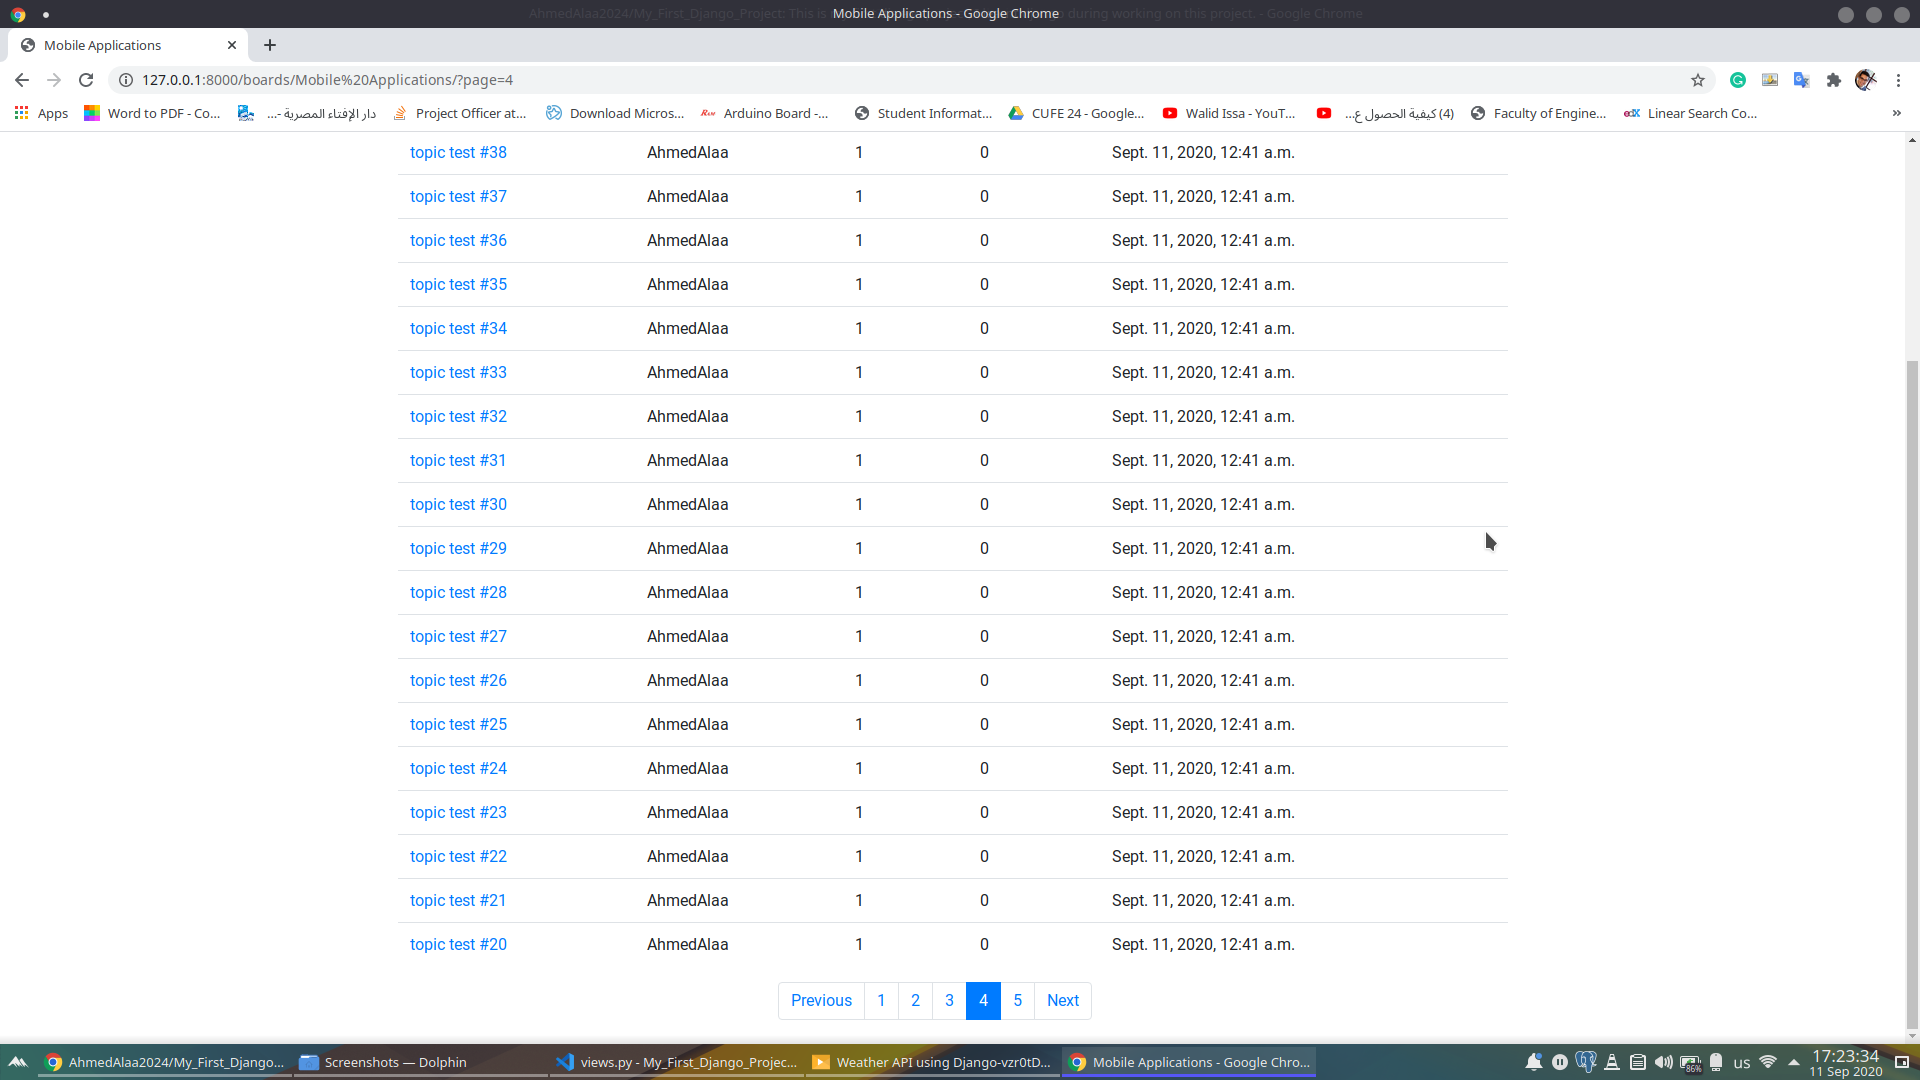 Mobile Applications - Google Chrome
Mobile Applications
127.0.0.1:8000/boards/Mobile%20Applications/?page=4
Apps Word to PDF - Co... دار الإفتاء المصرية -... Project Officer at... Download Micros... Arduino Board -... Student Informat... CUFE 24 - Google... Walid Issa - YouT... (4) كيفية الحصول ع... Faculty of Engine... edX Linear Search Co... »
topic test #38 AhmedAlaa 1 0 Sept. 11, 2020, 12:41 a.m.
topic test #37 AhmedAlaa 1 0 Sept. 11, 2020, 12:41 a.m.
topic test #36 AhmedAlaa 1 0 Sept. 11, 2020, 12:41 a.m.
topic test #35 AhmedAlaa 1 0 Sept. 11, 2020, 12:41 a.m.
topic test #34 AhmedAlaa 1 0 Sept. 11, 2020, 12:41 a.m.
topic test #33 AhmedAlaa 1 0 Sept. 11, 2020, 12:41 a.m.
topic test #32 AhmedAlaa 1 0 Sept. 11, 2020, 12:41 a.m.
topic test #31 AhmedAlaa 1 0 Sept. 11, 2020, 12:41 a.m.
topic test #30 AhmedAlaa 1 0 Sept. 11, 2020, 12:41 a.m.
topic test #29 AhmedAlaa 1 0 Sept. 11, 2020, 12:41 a.m.
topic test #28 AhmedAlaa 1 0 Sept. 11, 2020, 12:41 a.m.
topic test #27 AhmedAlaa 1 0 Sept. 11, 2020, 12:41 a.m.
topic test #26 AhmedAlaa 1 0 Sept. 11, 2020, 12:41 a.m.
topic test #25 AhmedAlaa 1 0 Sept. 11, 2020, 12:41 a.m.
topic test #24 AhmedAlaa 1 0 Sept. 11, 2020, 12:41 a.m.
topic test #23 AhmedAlaa 1 0 Sept. 11, 2020, 12:41 a.m.
topic test #22 AhmedAlaa 1 0 Sept. 11, 2020, 12:41 a.m.
topic test #21 AhmedAlaa 1 0 Sept. 11, 2020, 12:41 a.m.
topic test #20 AhmedAlaa 1 0 Sept. 11, 2020, 12:41 a.m.
Previous 1 2 3 4 5 Next
AhmedAlaa2024/My_First_Django... Screenshots — Dolphin views.py - My_First_Django_Projec... Weather API using Django-vzr0tD... Mobile Applications - Google Chro... 86% us 17:23:34
11 Sep 2020